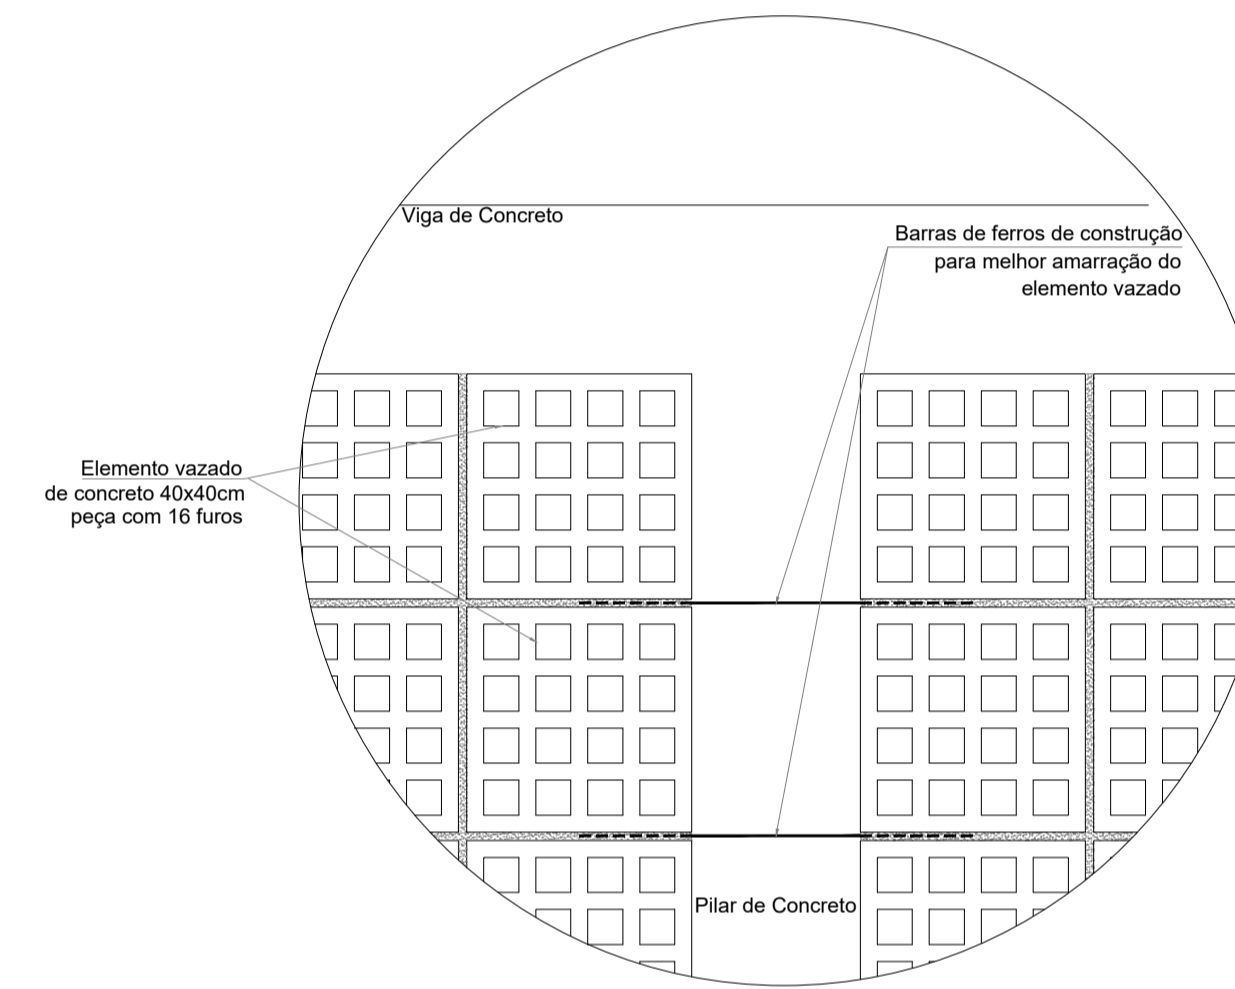 Viga de Concreto
Barras de ferros de construção
para melhor amarração do
elemento vazado
Elemento vazado
de concreto 40x40cm
peça com 16 furos
Pilar de Concreto